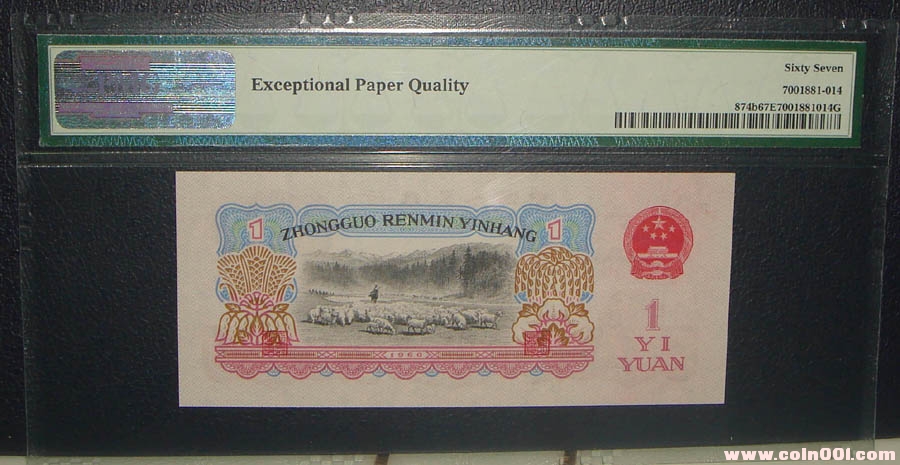 Exceptional Paper Quality
Sixty Seven
7001881-014
874b67E7001881014G
1
ZHONGGUO RENMIN YINHANG
1
1960
1
YI
YUAN
www.coin001.com